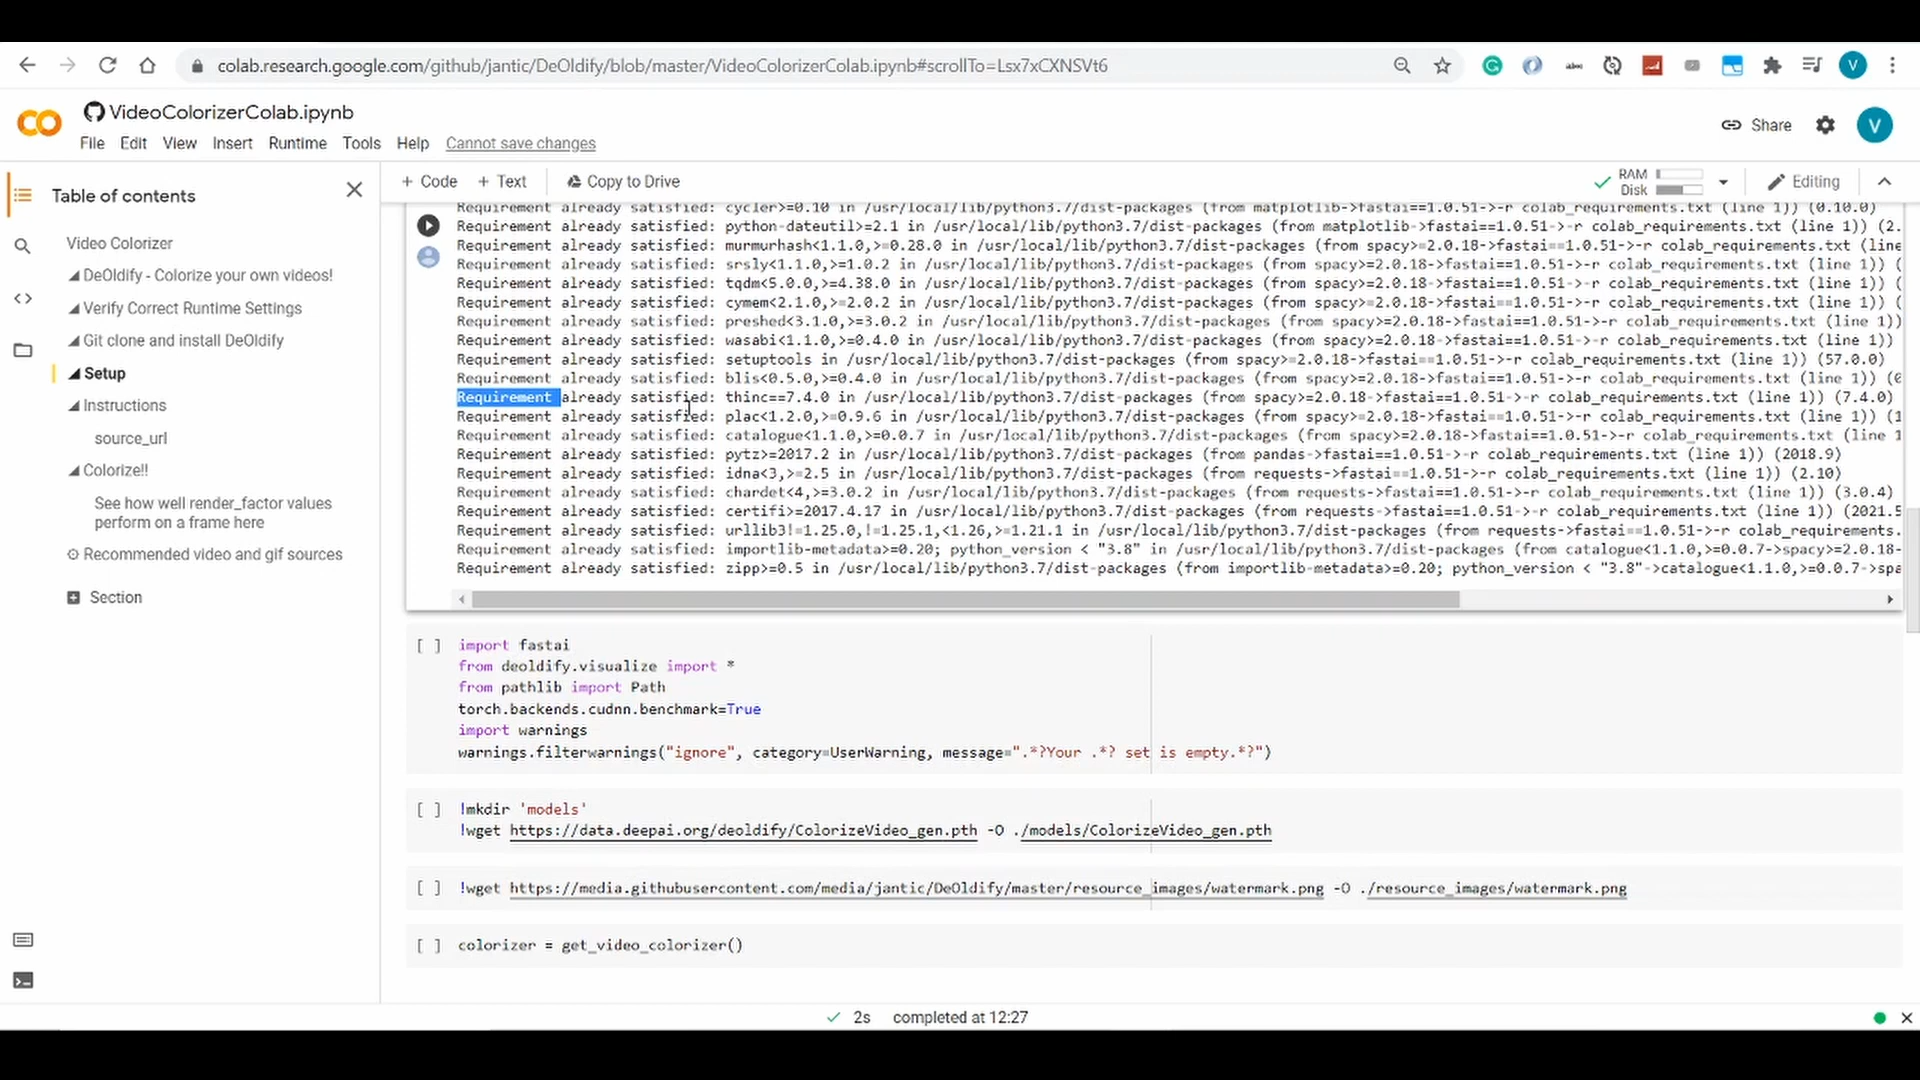 colab.research.google.com/github/jantic/DeOldify/blob/master/VideoColorizerColab.ipynb#scrollTo=Lsx7xCXNSVt6
V
VideoColorizerColab.ipynb
File Edit View Insert Runtime Tools Help Cannot save changes
Share
V
Table of contents
Video Colorizer
DeOldify - Colorize your own videos!
Verify Correct Runtime Settings
Git clone and install DeOldify
Setup
Instructions
source_url
Colorize!!
See how well render_factor values
perform on a frame here
Recommended video and gif sources
Section
+ Code + Text Copy to Drive
RAM
Disk
Editing
Requirement already satisfied: cycler>=0.10 in /usr/local/lib/python3.7/dist-packages (from matplotlib->fastai==1.0.51->-r colab_requirements.txt (line 1)) (0.10.0)
Requirement already satisfied: python-dateutil>=2.1 in /usr/local/lib/python3.7/dist-packages (from matplotlib->fastai==1.0.51->-r colab_requirements.txt (line 1)) (2.
Requirement already satisfied: murmurhash<1.1.0,>=0.28.0 in /usr/local/lib/python3.7/dist-packages (from spacy>=2.0.18->fastai==1.0.51->-r colab_requirements.txt (line
Requirement already satisfied: srsly<1.1.0,>=1.0.2 in /usr/local/lib/python3.7/dist-packages (from spacy>=2.0.18->fastai==1.0.51->-r colab_requirements.txt (line 1)) (
Requirement already satisfied: tqdm<5.0.0,>=4.38.0 in /usr/local/lib/python3.7/dist-packages (from spacy>=2.0.18->fastai==1.0.51->-r colab_requirements.txt (line 1)) (
Requirement already satisfied: cymem<2.1.0,>=2.0.2 in /usr/local/lib/python3.7/dist-packages (from spacy>=2.0.18->fastai==1.0.51->-r colab_requirements.txt (line 1)) (
Requirement already satisfied: preshed<3.1.0,>=3.0.2 in /usr/local/lib/python3.7/dist-packages (from spacy>=2.0.18->fastai==1.0.51->-r colab_requirements.txt (line 1))
Requirement already satisfied: wasabi<1.1.0,>=0.4.0 in /usr/local/lib/python3.7/dist-packages (from spacy>=2.0.18->fastai==1.0.51->-r colab_requirements.txt (line 1))
Requirement already satisfied: setuptools in /usr/local/lib/python3.7/dist-packages (from spacy>=2.0.18->fastai==1.0.51->-r colab_requirements.txt (line 1)) (57.0.0)
Requirement already satisfied: blis<0.5.0,>=0.4.0 in /usr/local/lib/python3.7/dist-packages (from spacy>=2.0.18->fastai==1.0.51->-r colab_requirements.txt (line 1)) (0
Requirement already satisfied: thinc==7.4.0 in /usr/local/lib/python3.7/dist-packages (from spacy>=2.0.18->fastai==1.0.51->-r colab_requirements.txt (line 1)) (7.4.0)
Requirement already satisfied: plac<1.2.0,>=0.9.6 in /usr/local/lib/python3.7/dist-packages (from spacy>=2.0.18->fastai==1.0.51->-r colab_requirements.txt (line 1)) (1
Requirement already satisfied: catalogue<1.1.0,>=0.0.7 in /usr/local/lib/python3.7/dist-packages (from spacy>=2.0.18->fastai==1.0.51->-r colab_requirements.txt (line 1
Requirement already satisfied: pytz>=2017.2 in /usr/local/lib/python3.7/dist-packages (from pandas->fastai==1.0.51->-r colab_requirements.txt (line 1)) (2018.9)
Requirement already satisfied: idna<3,>=2.5 in /usr/local/lib/python3.7/dist-packages (from requests->fastai==1.0.51->-r colab_requirements.txt (line 1)) (2.10)
Requirement already satisfied: chardet<4,>=3.0.2 in /usr/local/lib/python3.7/dist-packages (from requests->fastai==1.0.51->-r colab_requirements.txt (line 1)) (3.0.4)
Requirement already satisfied: certifi>=2017.4.17 in /usr/local/lib/python3.7/dist-packages (from requests->fastai==1.0.51->-r colab_requirements.txt (line 1)) (2021.5
Requirement already satisfied: urllib3!=1.25.0,!=1.25.1,<1.26,>=1.21.1 in /usr/local/lib/python3.7/dist-packages (from requests->fastai==1.0.51->-r colab_requirements.
Requirement already satisfied: importlib-metadata>=0.20; python_version < "3.8" in /usr/local/lib/python3.7/dist-packages (from catalogue<1.1.0,>=0.0.7->spacy>=2.0.18-
Requirement already satisfied: zipp>=0.5 in /usr/local/lib/python3.7/dist-packages (from importlib-metadata>=0.20; python_version < "3.8"->catalogue<1.1.0,>=0.0.7->spa
[ ] import fastai
from deoldify.visualize import *
from pathlib import Path
torch.backends.cudnn.benchmark=True
import warnings
warnings.filterwarnings("ignore", category=UserWarning, message=".*?Your .*? set is empty.*?")
[ ] !mkdir 'models'
!wget https://data.deepai.org/deoldify/ColorizeVideo_gen.pth -O ./models/ColorizeVideo_gen.pth
[ ] !wget https://media.githubusercontent.com/media/jantic/DeOldify/master/resource_images/watermark.png -O ./resource_images/watermark.png
[ ] colorizer = get_video_colorizer()
2s completed at 12:27